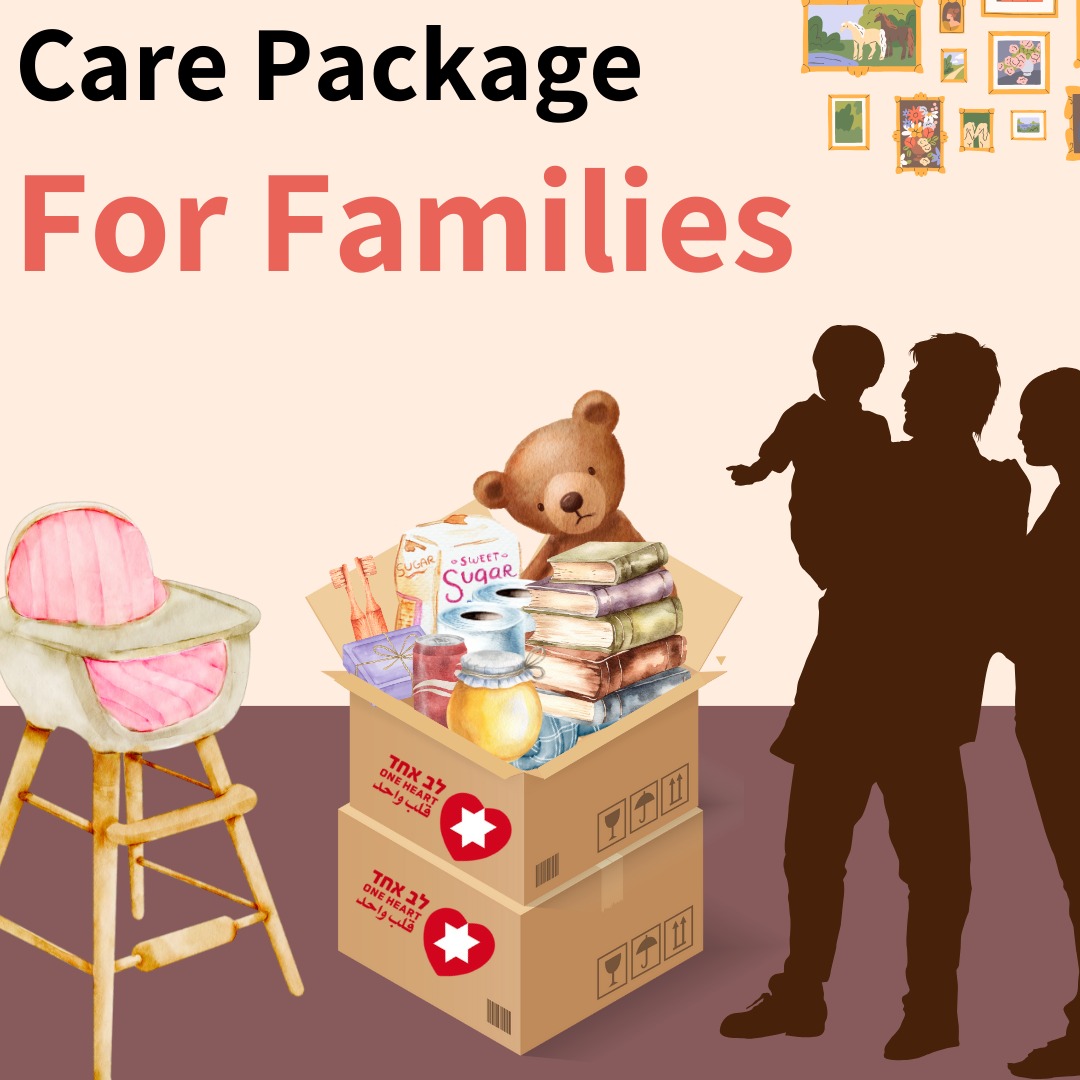 Care Package
For Families
SUGAR
SWEET
Sugar
לב אחד
ONE HEART
قلب واحد
לב אחד
ONE HEART
قلب واحد